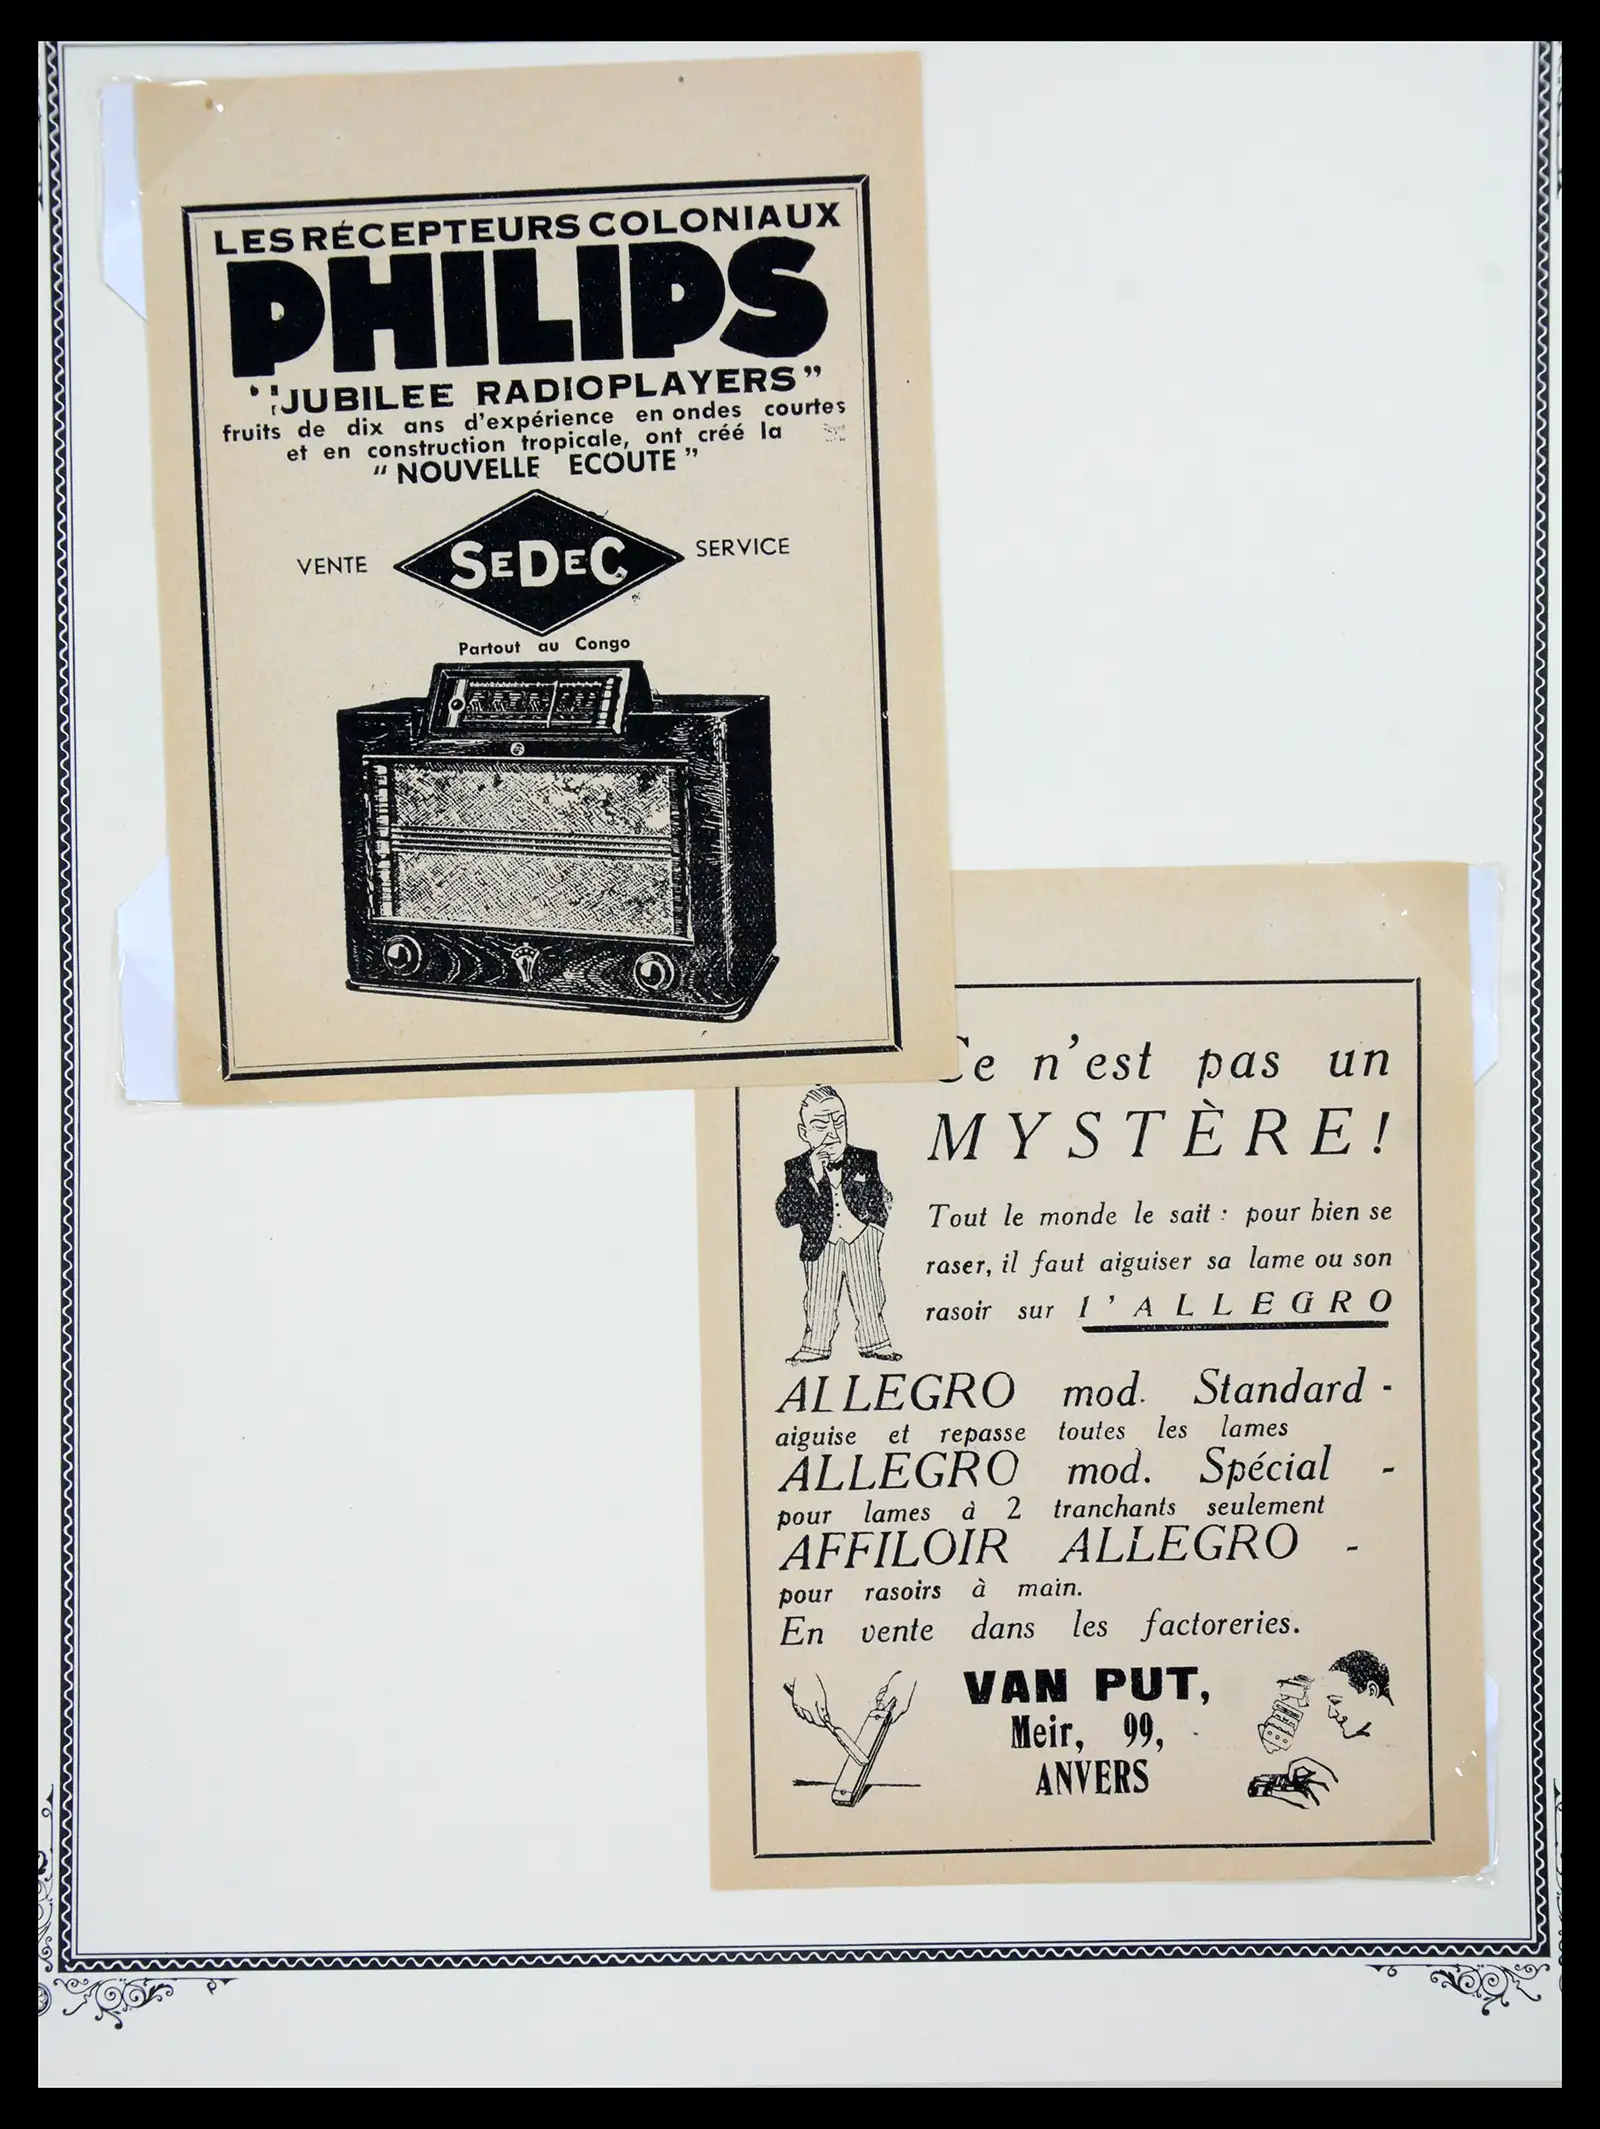 LES RÉCEPTEURS COLONIAUX
PHILIPS
"JUBILEE RADIOPLAYERS"
fruits de dix ans d'expérience en ondes courtes
et en construction tropicale, ont créé la
"NOUVELLE ECOUTE"
VENTE SEDEC SERVICE
Partout au Congo
Ce n'est pas un
MYSTÈRE!
Tout le monde le sait : pour bien se
raser, il faut aiguiser sa lame ou son
rasoir sur l'ALLEGRO
ALLEGRO mod. Standard -
aiguise et repasse toutes les lames
ALLEGRO mod. Spécial -
pour lames à 2 tranchants seulement
AFFILOIR ALLEGRO -
pour rasoirs à main.
En vente dans les factoreries.
VAN PUT,
Meir, 99,
ANVERS